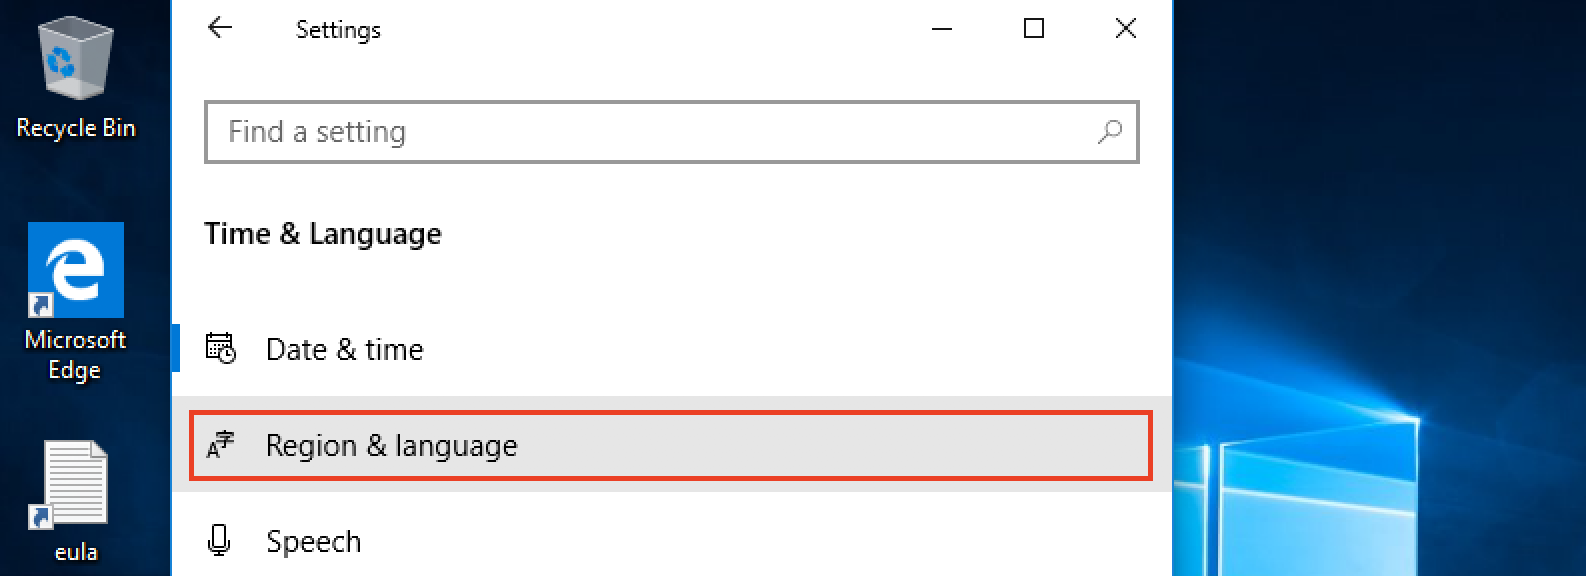 Settings
Find a setting
Time & Language
Date & time
Region & language
Speech
Recycle Bin
Microsoft
Edge
eula